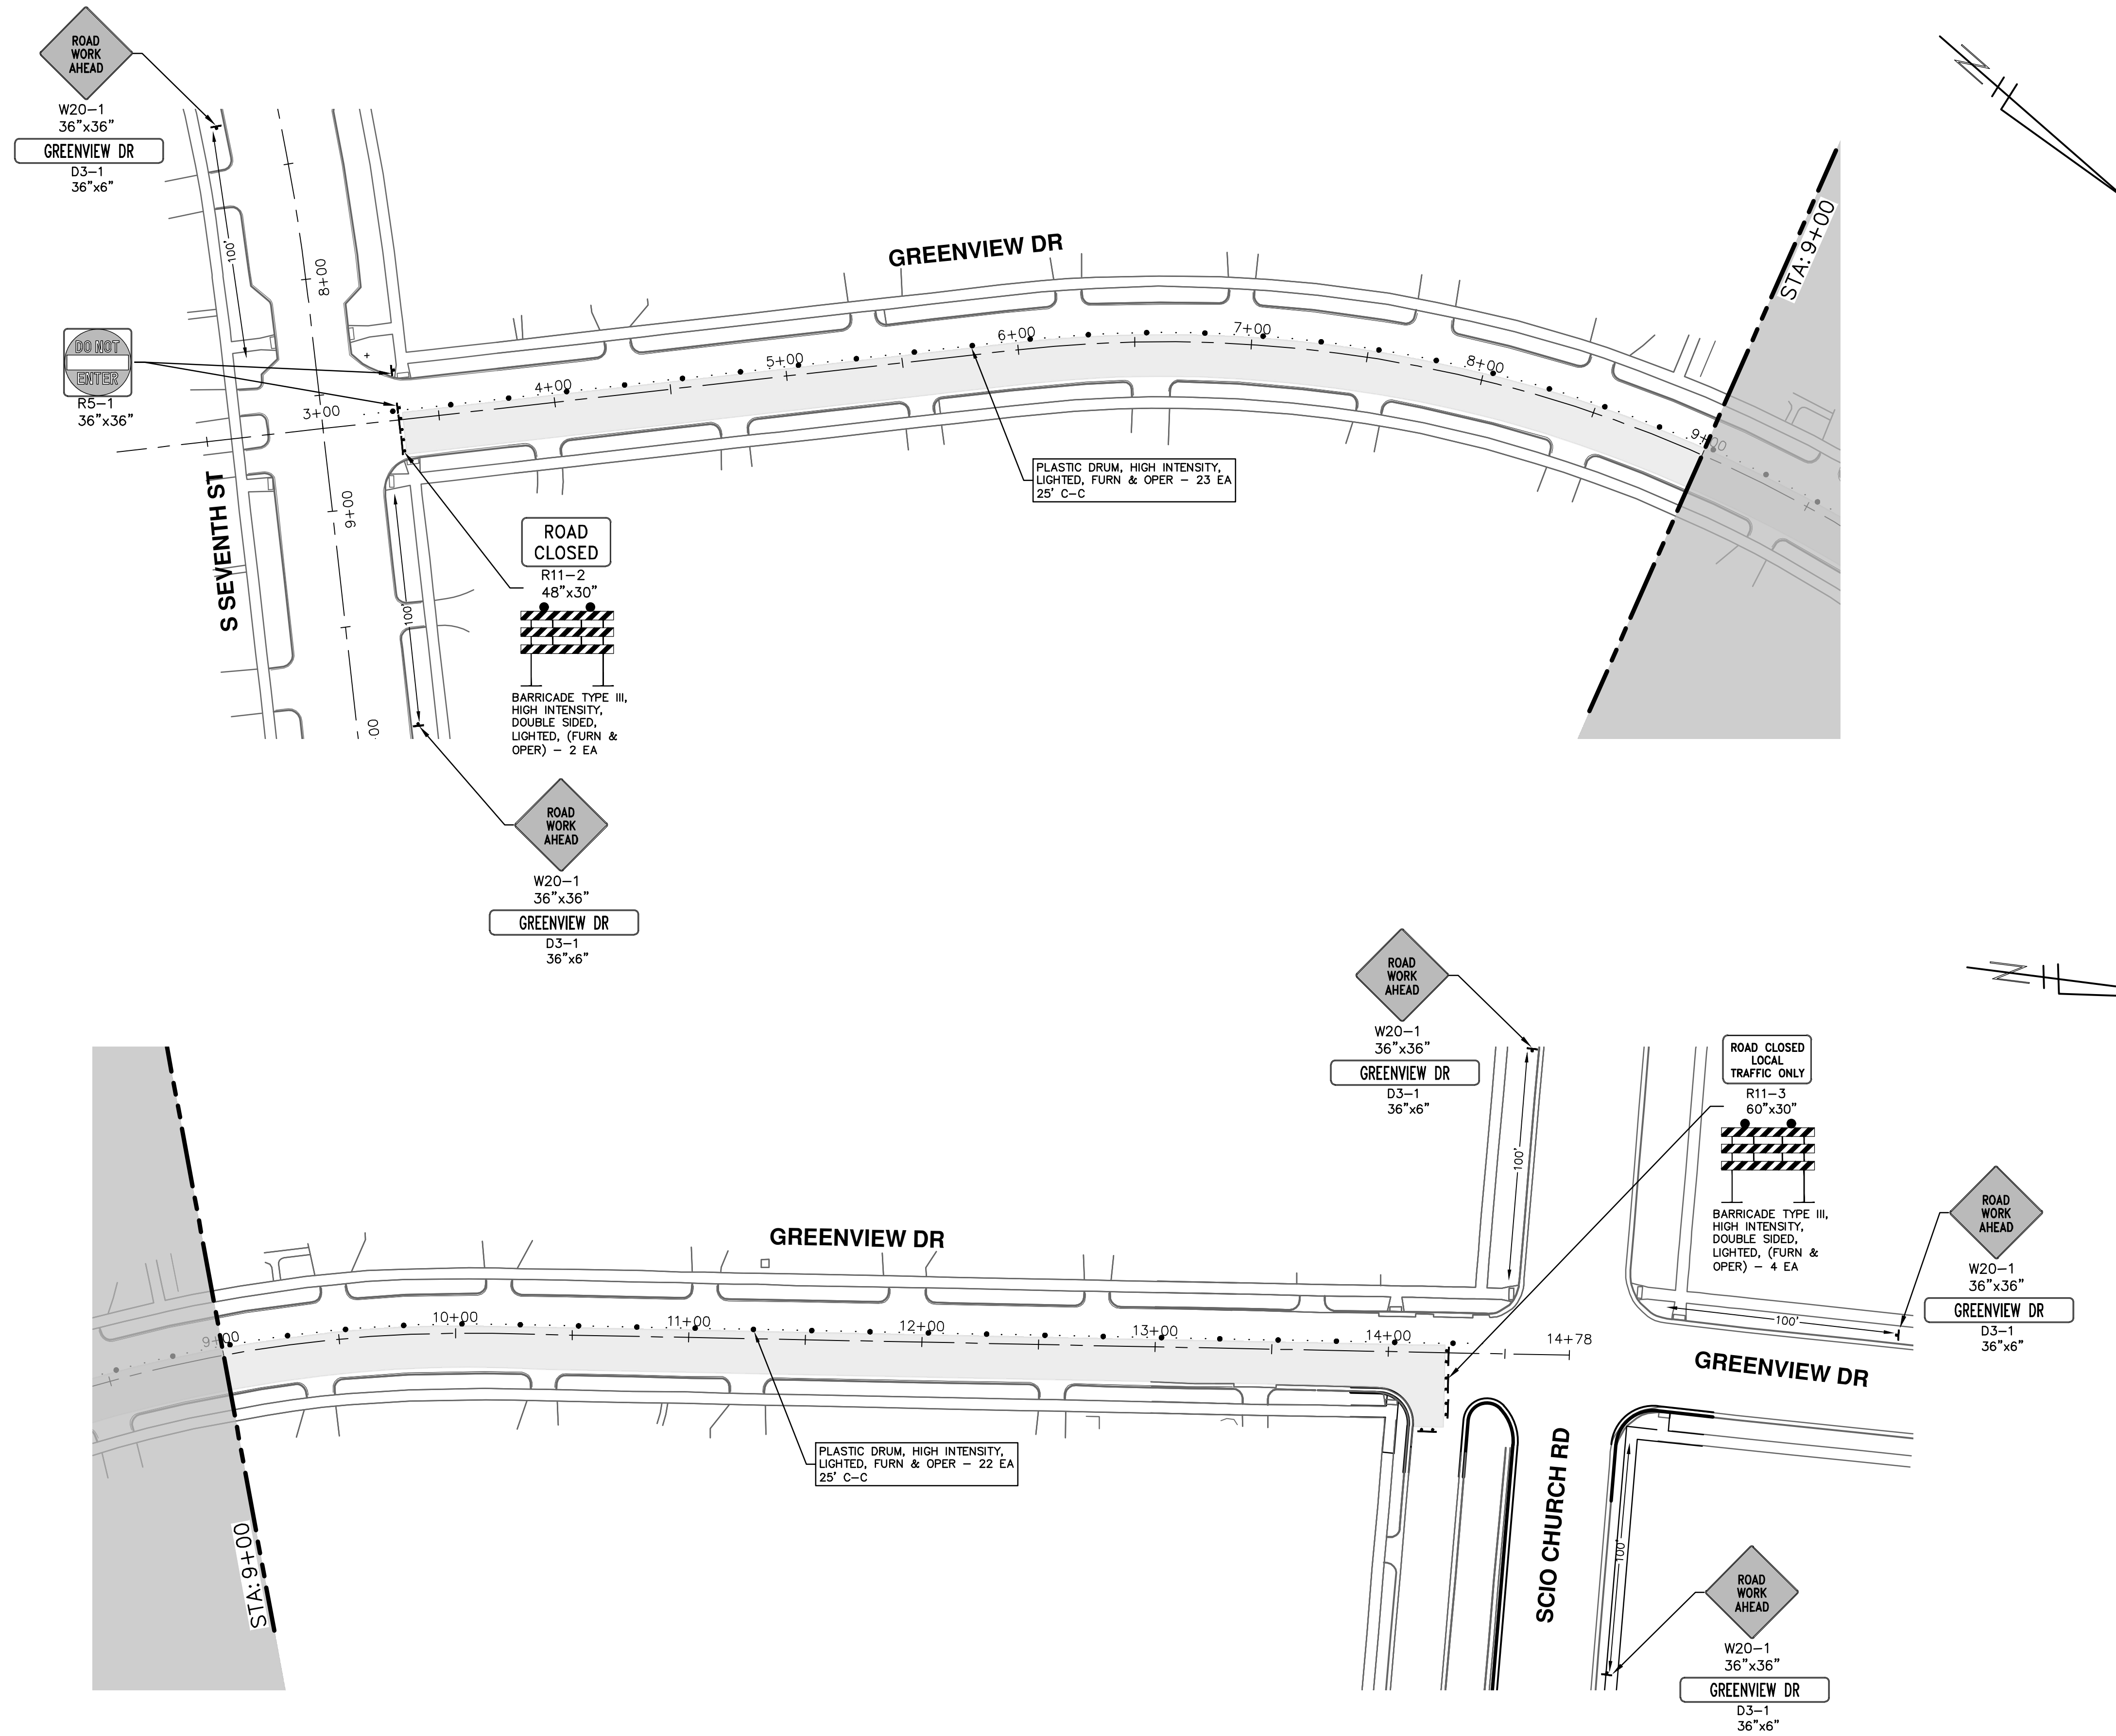 ROAD
WORK
AHEAD
W20-1
36"x36"
GREENVIEW DR
D3-1
36"x6"
N
100'
8+00
GREENVIEW DR
STA: 9+00
DO NOT
ENTER
R5-1
36"x36"
3+00
4+00
5+00
6+00
7+00
8+00
9+00
PLASTIC DRUM, HIGH INTENSITY,
LIGHTED, FURN & OPER - 23 EA
25' C-C
S SEVENTH ST
9+00
100'
00
ROAD
CLOSED
R11-2
48"x30"
BARRICADE TYPE III,
HIGH INTENSITY,
DOUBLE SIDED,
LIGHTED, (FURN &
OPER) - 2 EA
ROAD
WORK
AHEAD
W20-1
36"x36"
GREENVIEW DR
D3-1
36"x6"
ROAD
WORK
AHEAD
W20-1
36"x36"
GREENVIEW DR
D3-1
36"x6"
N
100'
ROAD CLOSED
LOCAL
TRAFFIC ONLY
R11-3
60"x30"
BARRICADE TYPE III,
HIGH INTENSITY,
DOUBLE SIDED,
LIGHTED, (FURN &
OPER) - 4 EA
ROAD
WORK
AHEAD
W20-1
36"x36"
GREENVIEW DR
D3-1
36"x6"
100'
GREENVIEW DR
GREENVIEW DR
9+00
10+00
11+00
12+00
13+00
14+00
14+78
PLASTIC DRUM, HIGH INTENSITY,
LIGHTED, FURN & OPER - 22 EA
25' C-C
STA: 9+00
SCIO CHURCH RD
100'
ROAD
WORK
AHEAD
W20-1
36"x36"
GREENVIEW DR
D3-1
36"x6"